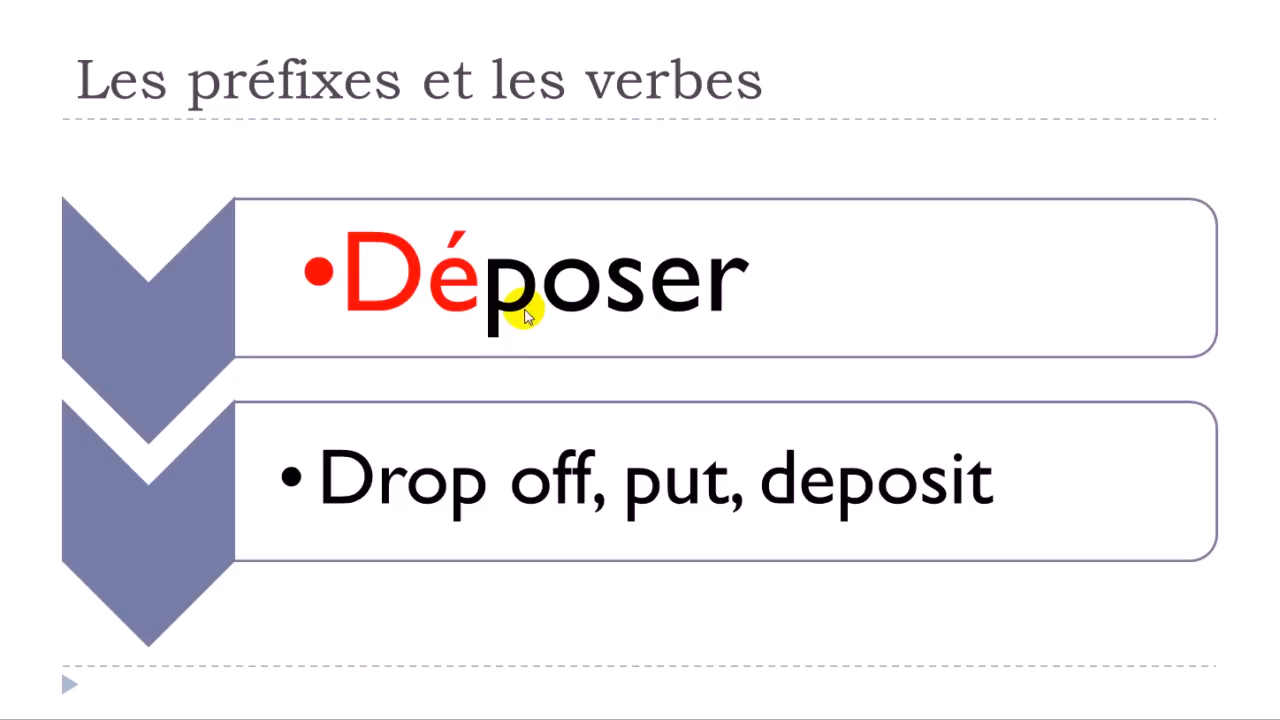 Les préfixes et les verbes
•Déposer
• Drop off, put, deposit